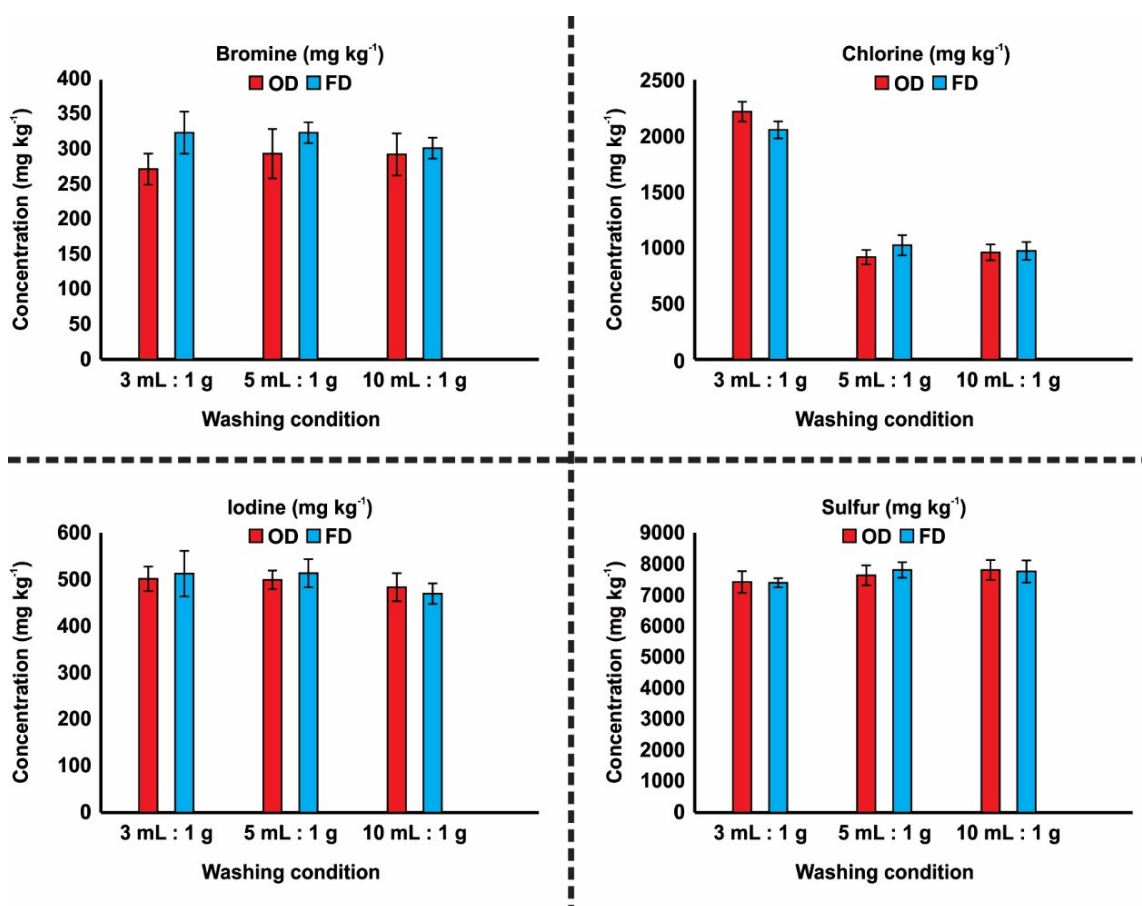 Bromine (mg kg⁻¹)
OD FD
Concentration (mg kg⁻¹)
400
350
300
250
200
150
100
50
0
3 mL : 1 g 5 mL : 1 g 10 mL : 1 g
Washing condition
Chlorine (mg kg⁻¹)
OD FD
Concentration (mg kg⁻¹)
2500
2000
1500
1000
500
0
3 mL : 1 g 5 mL : 1 g 10 mL : 1 g
Washing condition
Iodine (mg kg⁻¹)
OD FD
Concentration (mg kg⁻¹)
600
500
400
300
200
100
0
3 mL : 1 g 5 mL : 1 g 10 mL : 1 g
Washing condition
Sulfur (mg kg⁻¹)
OD FD
Concentration (mg kg⁻¹)
9000
8000
7000
6000
5000
4000
3000
2000
1000
0
3 mL : 1 g 5 mL : 1 g 10 mL : 1 g
Washing condition